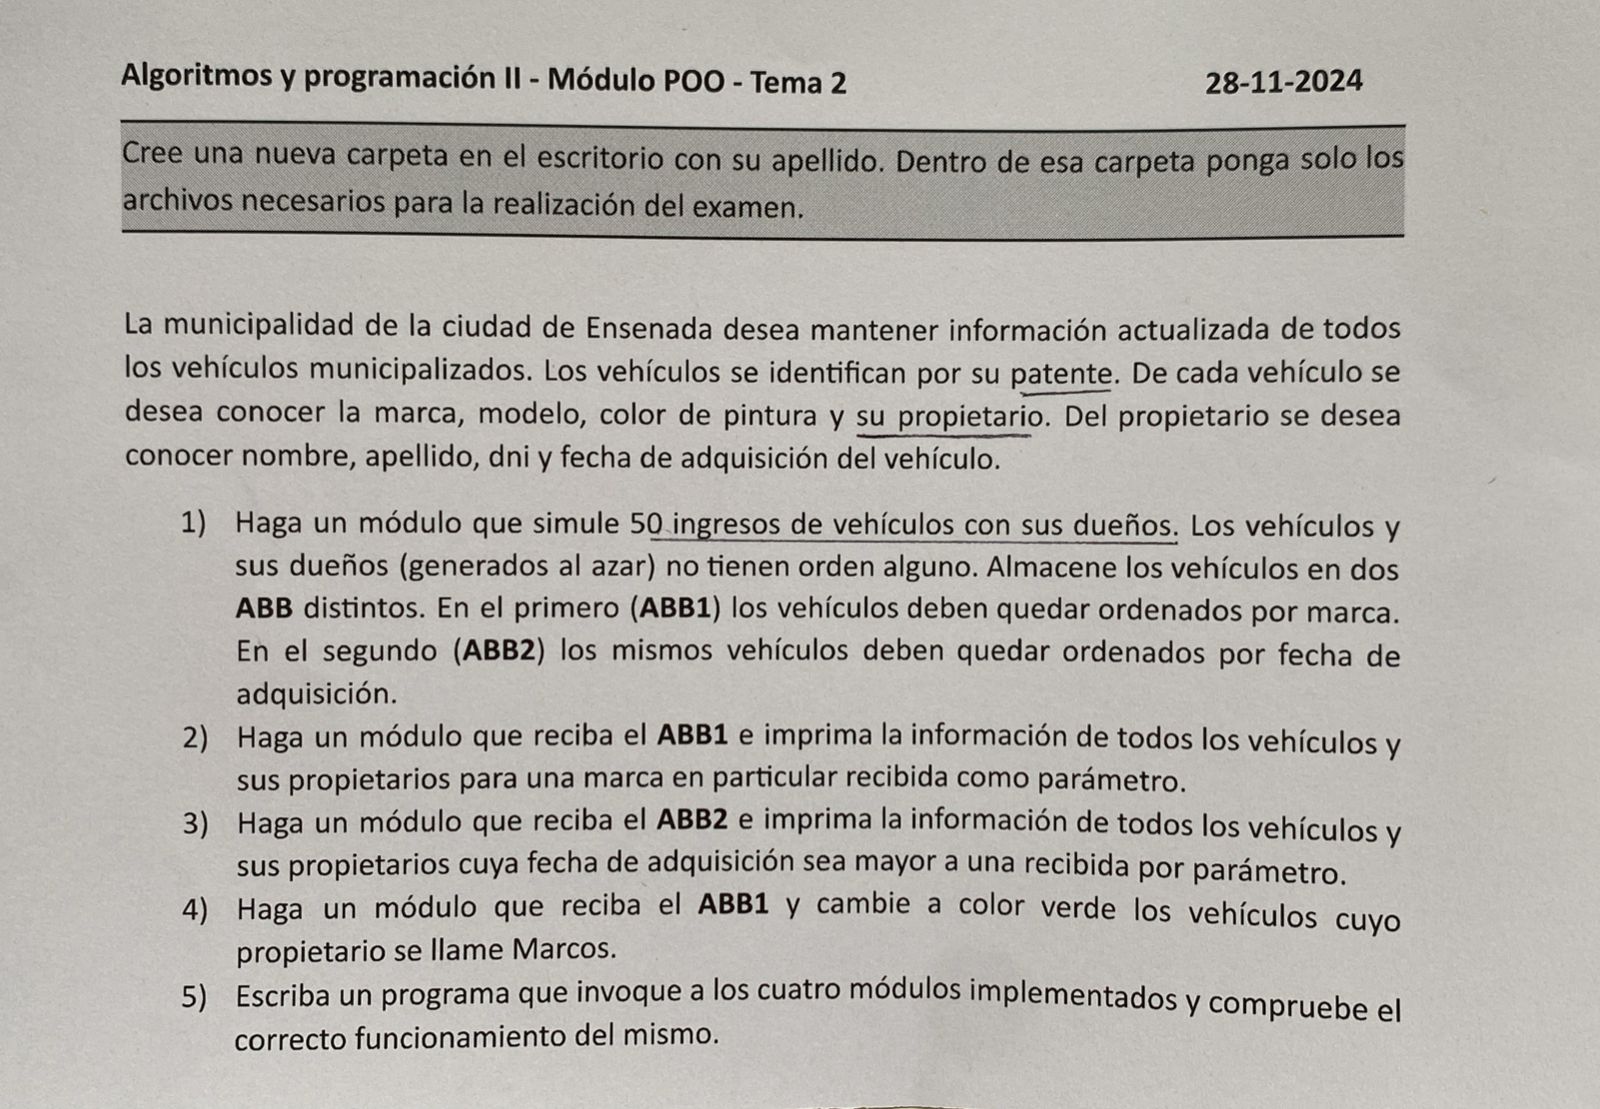 Algoritmos y programación II - Módulo POO - Tema 2 28-11-2024
Cree una nueva carpeta en el escritorio con su apellido. Dentro de esa carpeta ponga solo los
archivos necesarios para la realización del examen.
La municipalidad de la ciudad de Ensenada desea mantener información actualizada de todos
los vehículos municipalizados. Los vehículos se identifican por su patente. De cada vehículo se
desea conocer la marca, modelo, color de pintura y su propietario. Del propietario se desea
conocer nombre, apellido, dni y fecha de adquisición del vehículo.
1) Haga un módulo que simule 50 ingresos de vehículos con sus dueños. Los vehículos y
sus dueños (generados al azar) no tienen orden alguno. Almacene los vehículos en dos
ABB distintos. En el primero (ABB1) los vehículos deben quedar ordenados por marca.
En el segundo (ABB2) los mismos vehículos deben quedar ordenados por fecha de
adquisición.
2) Haga un módulo que reciba el ABB1 e imprima la información de todos los vehículos y
sus propietarios para una marca en particular recibida como parámetro.
3) Haga un módulo que reciba el ABB2 e imprima la información de todos los vehículos y
sus propietarios cuya fecha de adquisición sea mayor a una recibida por parámetro.
4) Haga un módulo que reciba el ABB1 y cambie a color verde los vehículos cuyo
propietario se llame Marcos.
5) Escriba un programa que invoque a los cuatro módulos implementados y compruebe el
correcto funcionamiento del mismo.